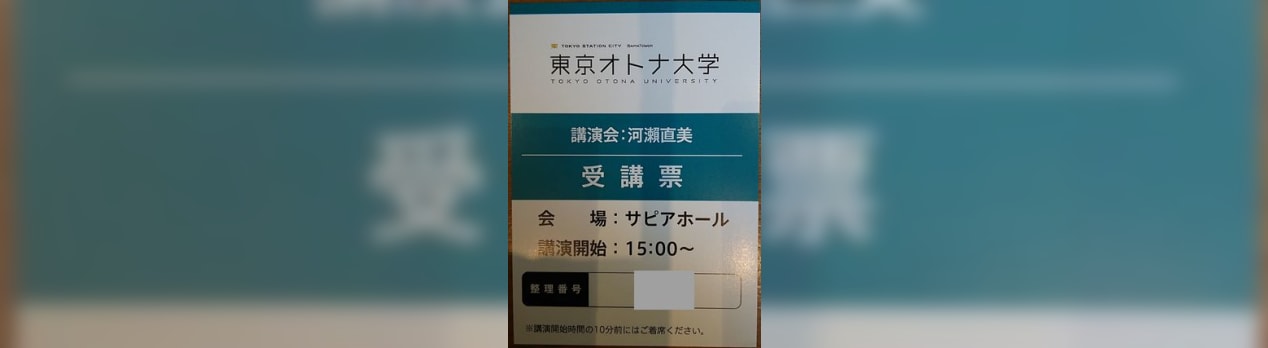 TOKYO STATION CITY
東京オトナ大学
TOKYO OTONA UNIVERSITY
講演会:河瀨直美
受講票
会 場:サピアホール
講演開始:15:00～
整理番号
※講演開始時間の10分前にはご着席ください。